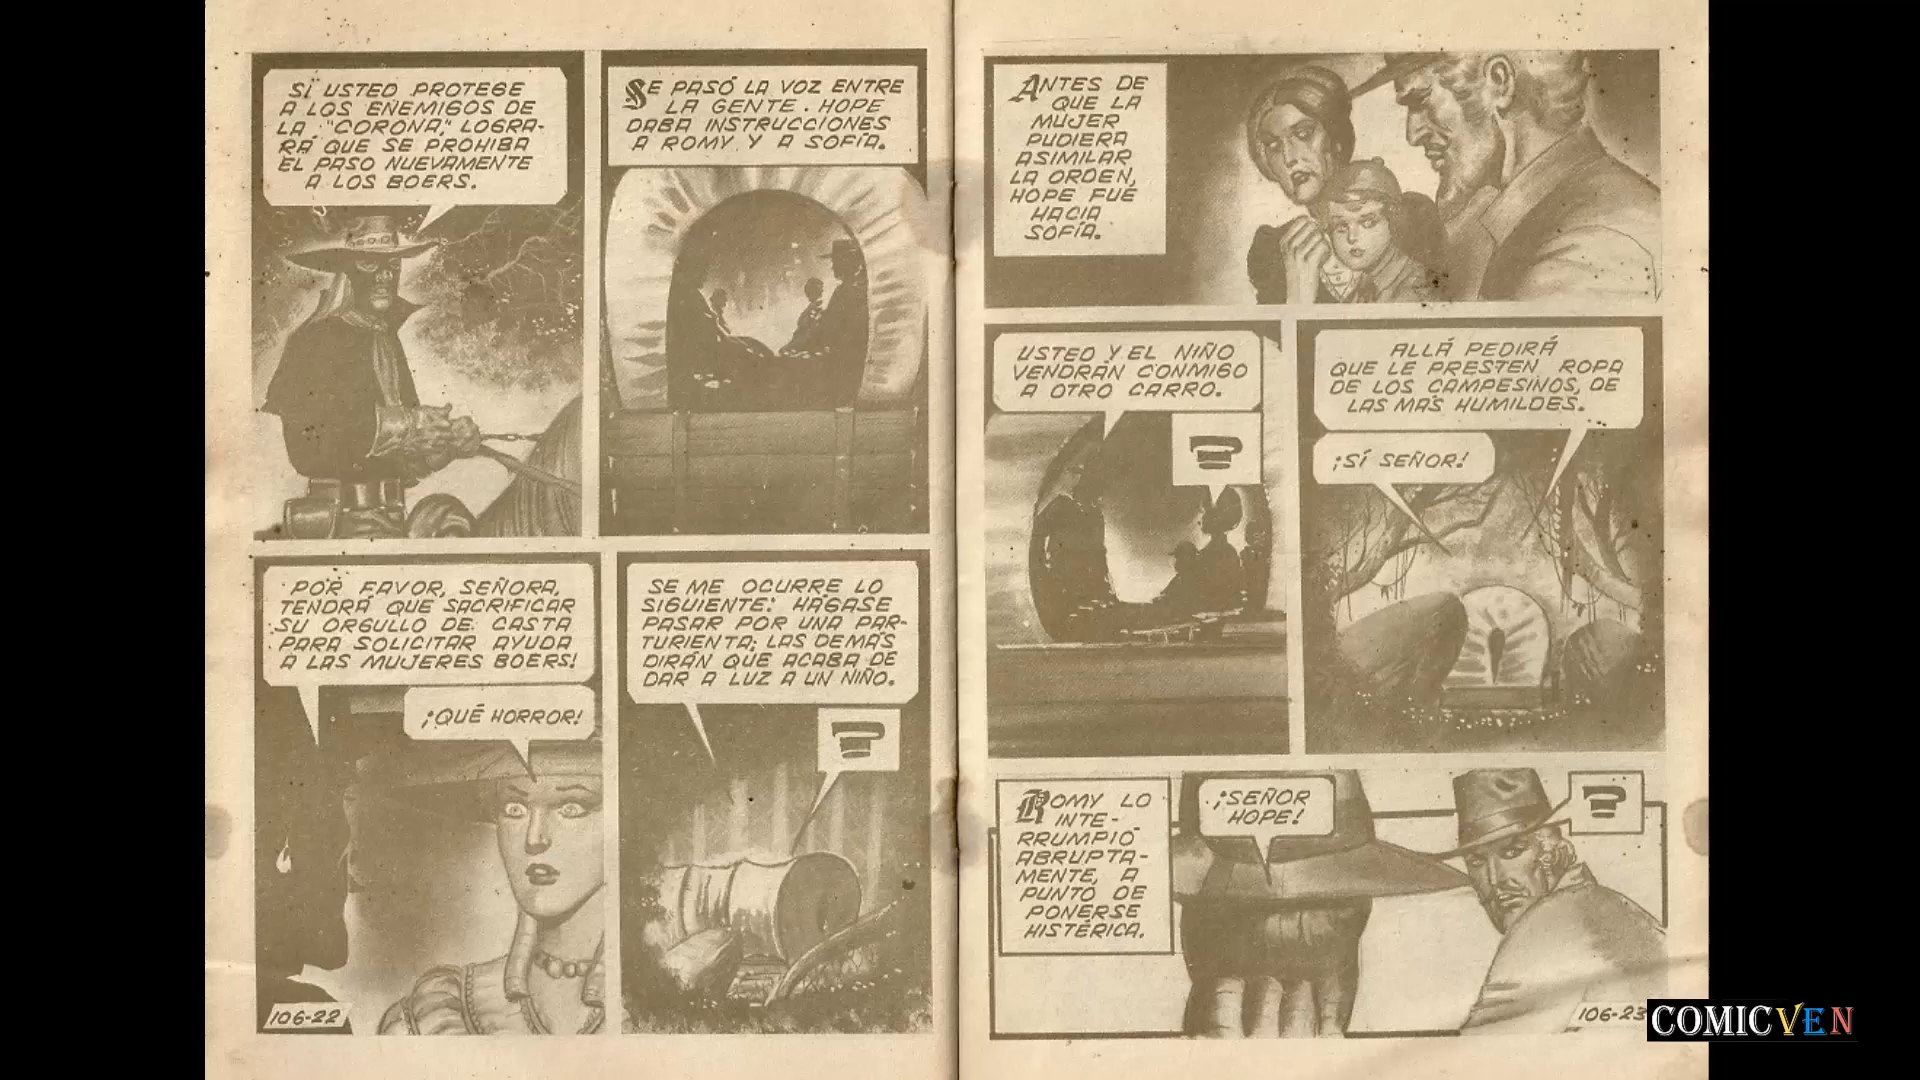 SI USTED PROTEGE
A LOS ENEMIGOS DE
LA "CORONA," LOGRA-
RÁ QUE SE PROHIBA
EL PASO NUEVAMENTE
A LOS BOERS.
SE PASÓ LA VOZ ENTRE
LA GENTE. HOPE
DABA INSTRUCCIONES
A ROMY Y A SOFÍA.
POR FAVOR, SEÑORA,
TENDRÁ QUE SACRIFICAR
SU ORGULLO DE CASTA
PARA SOLICITAR AYUDA
A LAS MUJERES BOERS!
¡QUÉ HORROR!
106-22
SE ME OCURRE LO
SIGUIENTE: HÁGASE
PASAR POR UNA PAR-
TURIENTA; LAS DEMÁS
DIRÁN QUE ACABA DE
DAR A LUZ A UN NIÑO.
?
ANTES DE
QUE LA
MUJER
PUDIERA
ASIMILAR
LA ORDEN,
HOPE FUÉ
HACIA
SOFÍA.
USTED Y EL NIÑO
VENDRÁN CONMIGO
A OTRO CARRO.
?
ALLÁ PEDIRÁ
QUE LE PRESTEN ROPA
DE LOS CAMPESINOS, DE
LAS MÁS HUMILDES.
¡SÍ SEÑOR!
ROMY LO
INTE-
RRUMPIÓ
ABRUPTA-
MENTE, A
PUNTO DE
PONERSE
HISTÉRICA.
¡SEÑOR
HOPE!
?
106-23
COMICVEN